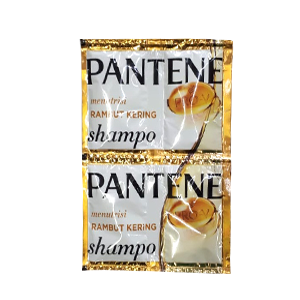 PANTENE
menutrisi
RAMBUT KERING
shampo
PANTENE
menutrisi
RAMBUT KERING
shampo